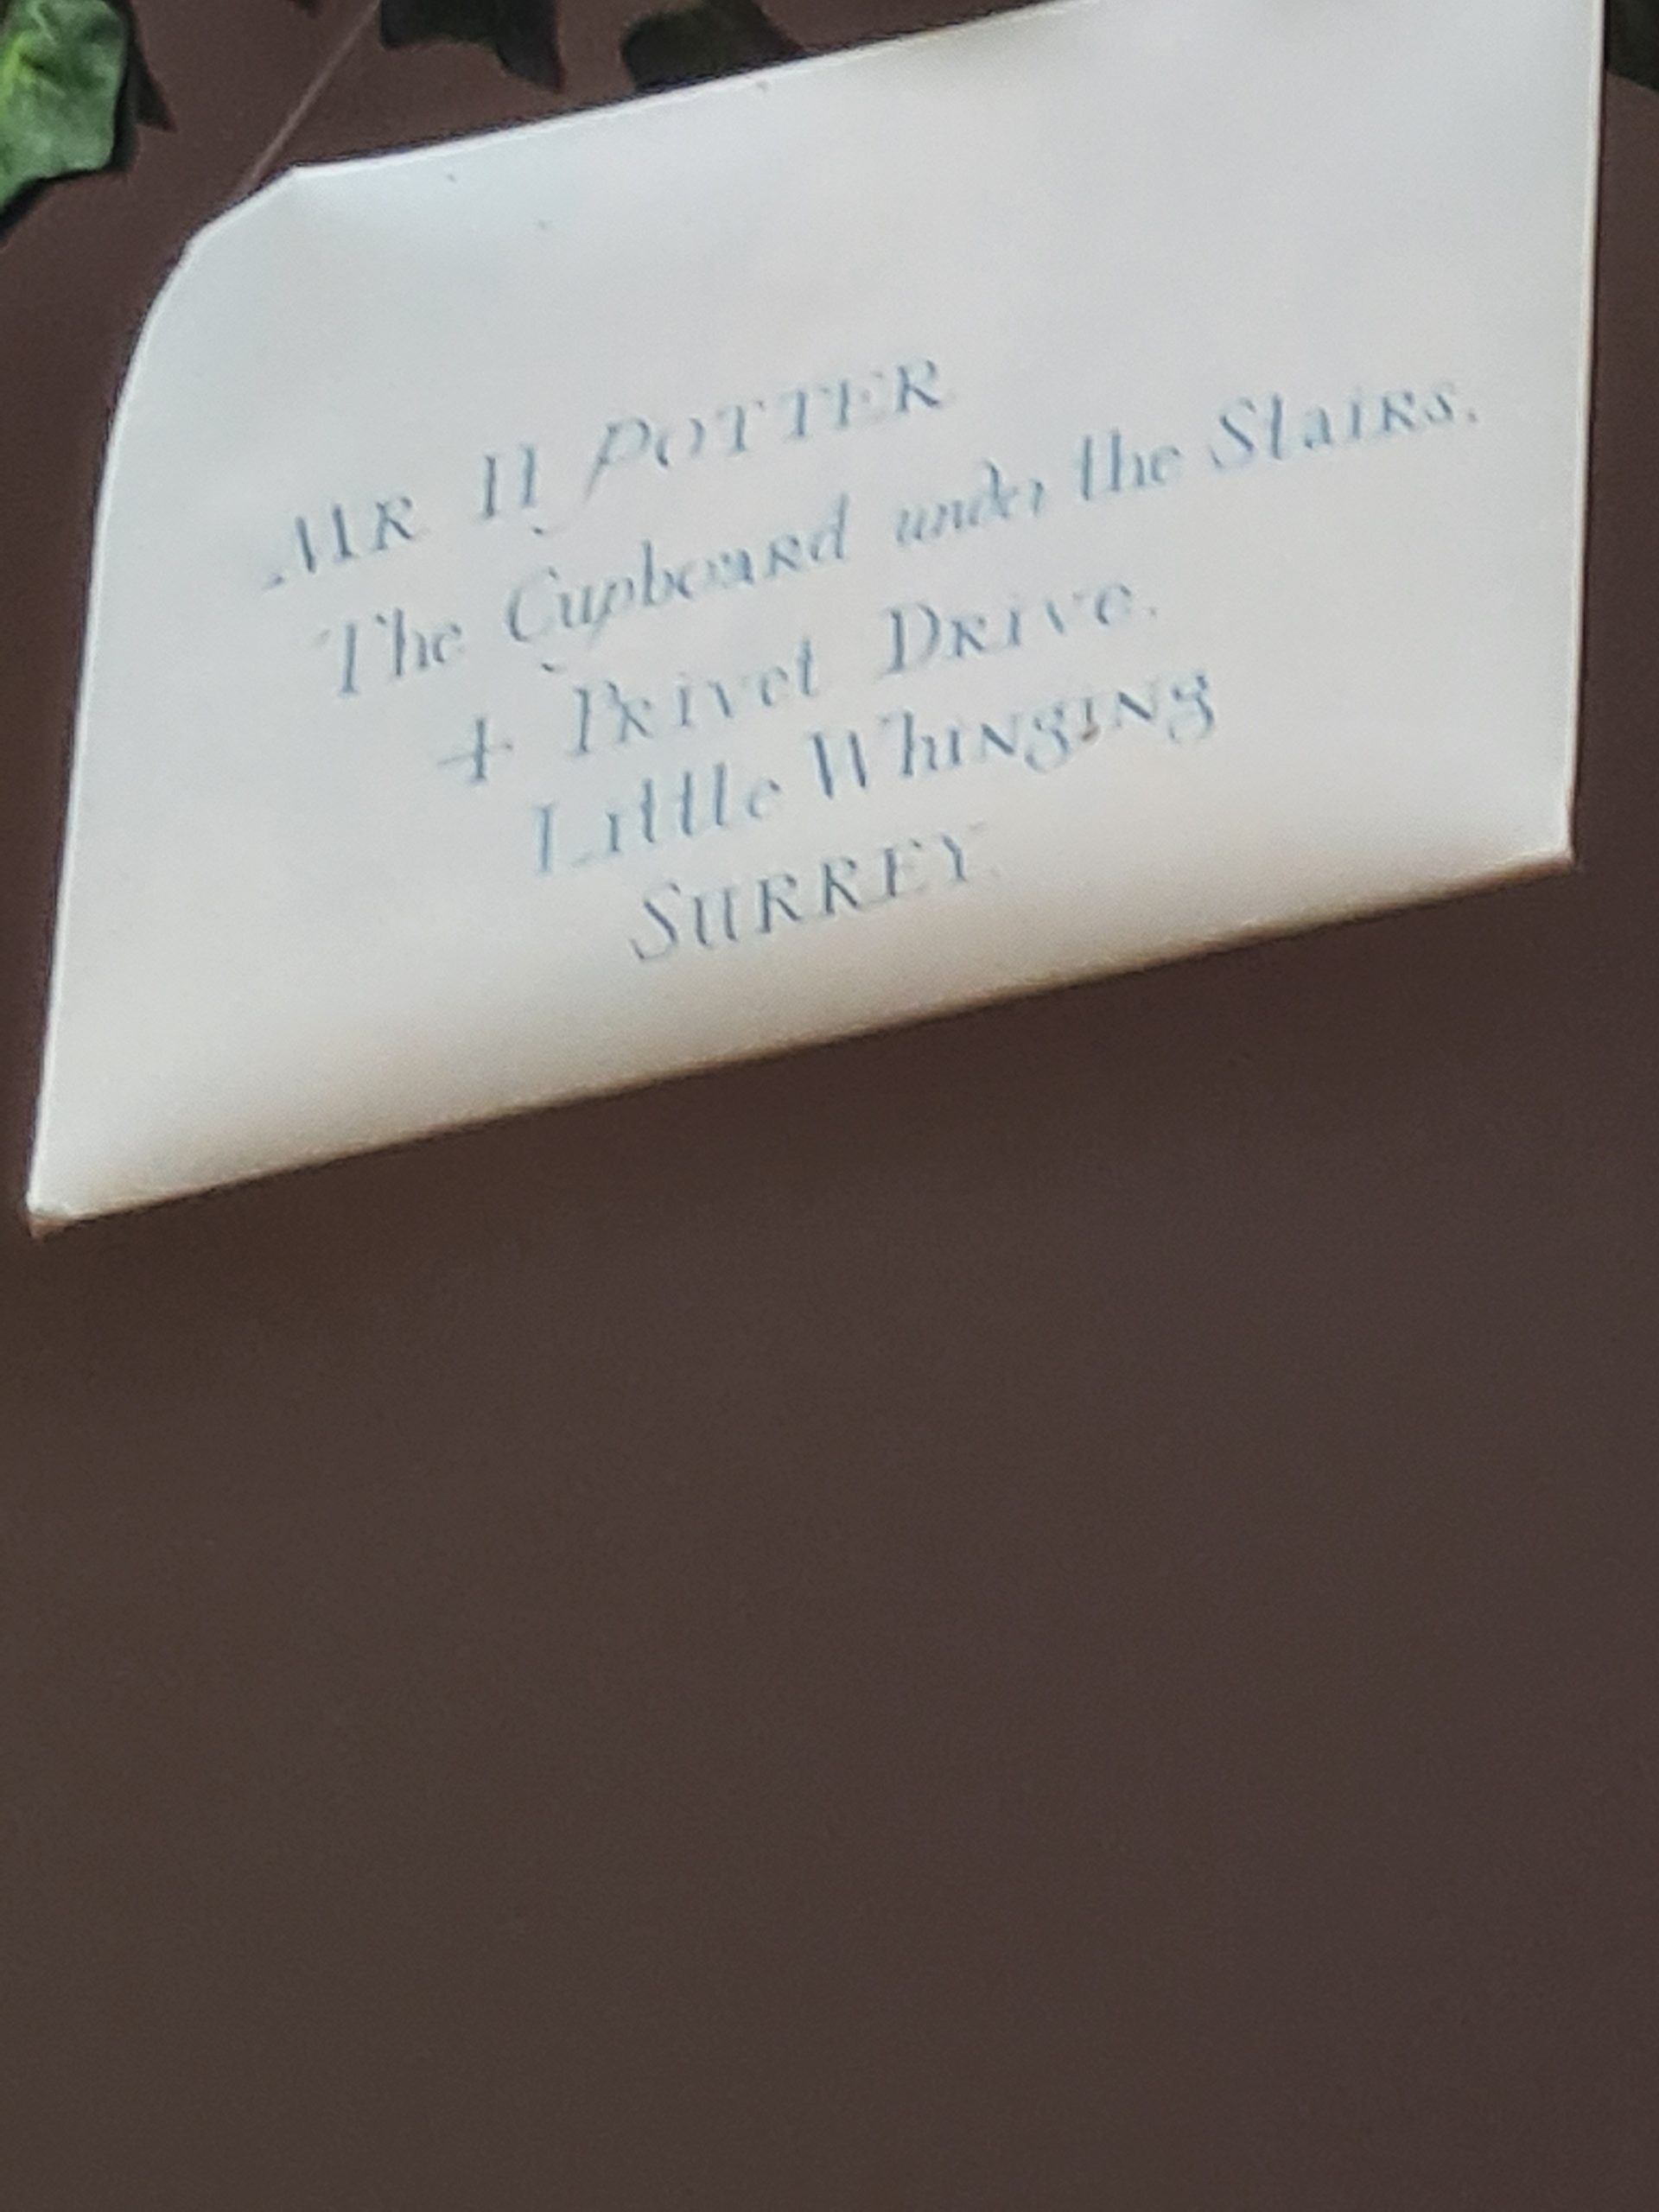 MR H POTTER
The Cupboard under the Stairs,
4 Privet Drive,
Little Whinging
SURREY.